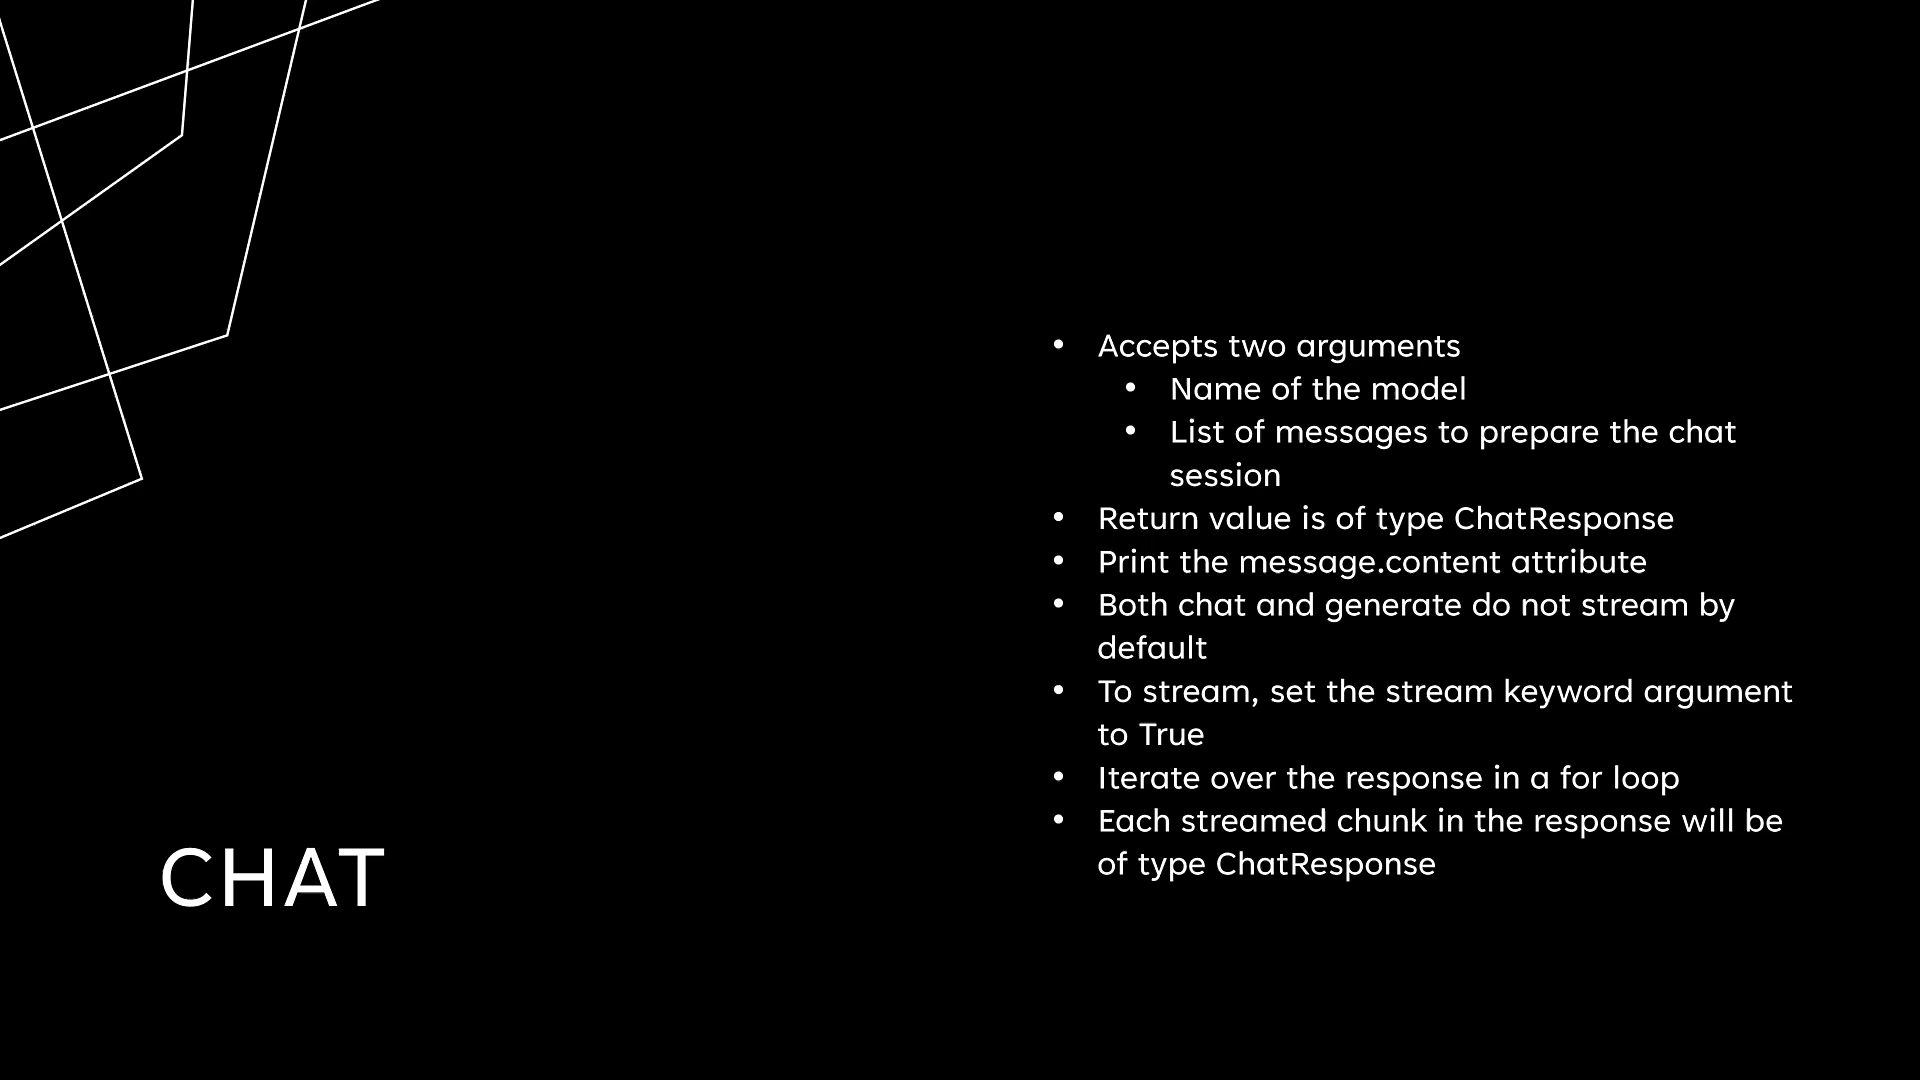 CHAT
• Accepts two arguments
• Name of the model
• List of messages to prepare the chat
session
• Return value is of type ChatResponse
• Print the message.content attribute
• Both chat and generate do not stream by
default
• To stream, set the stream keyword argument
to True
• Iterate over the response in a for loop
• Each streamed chunk in the response will be
of type ChatResponse